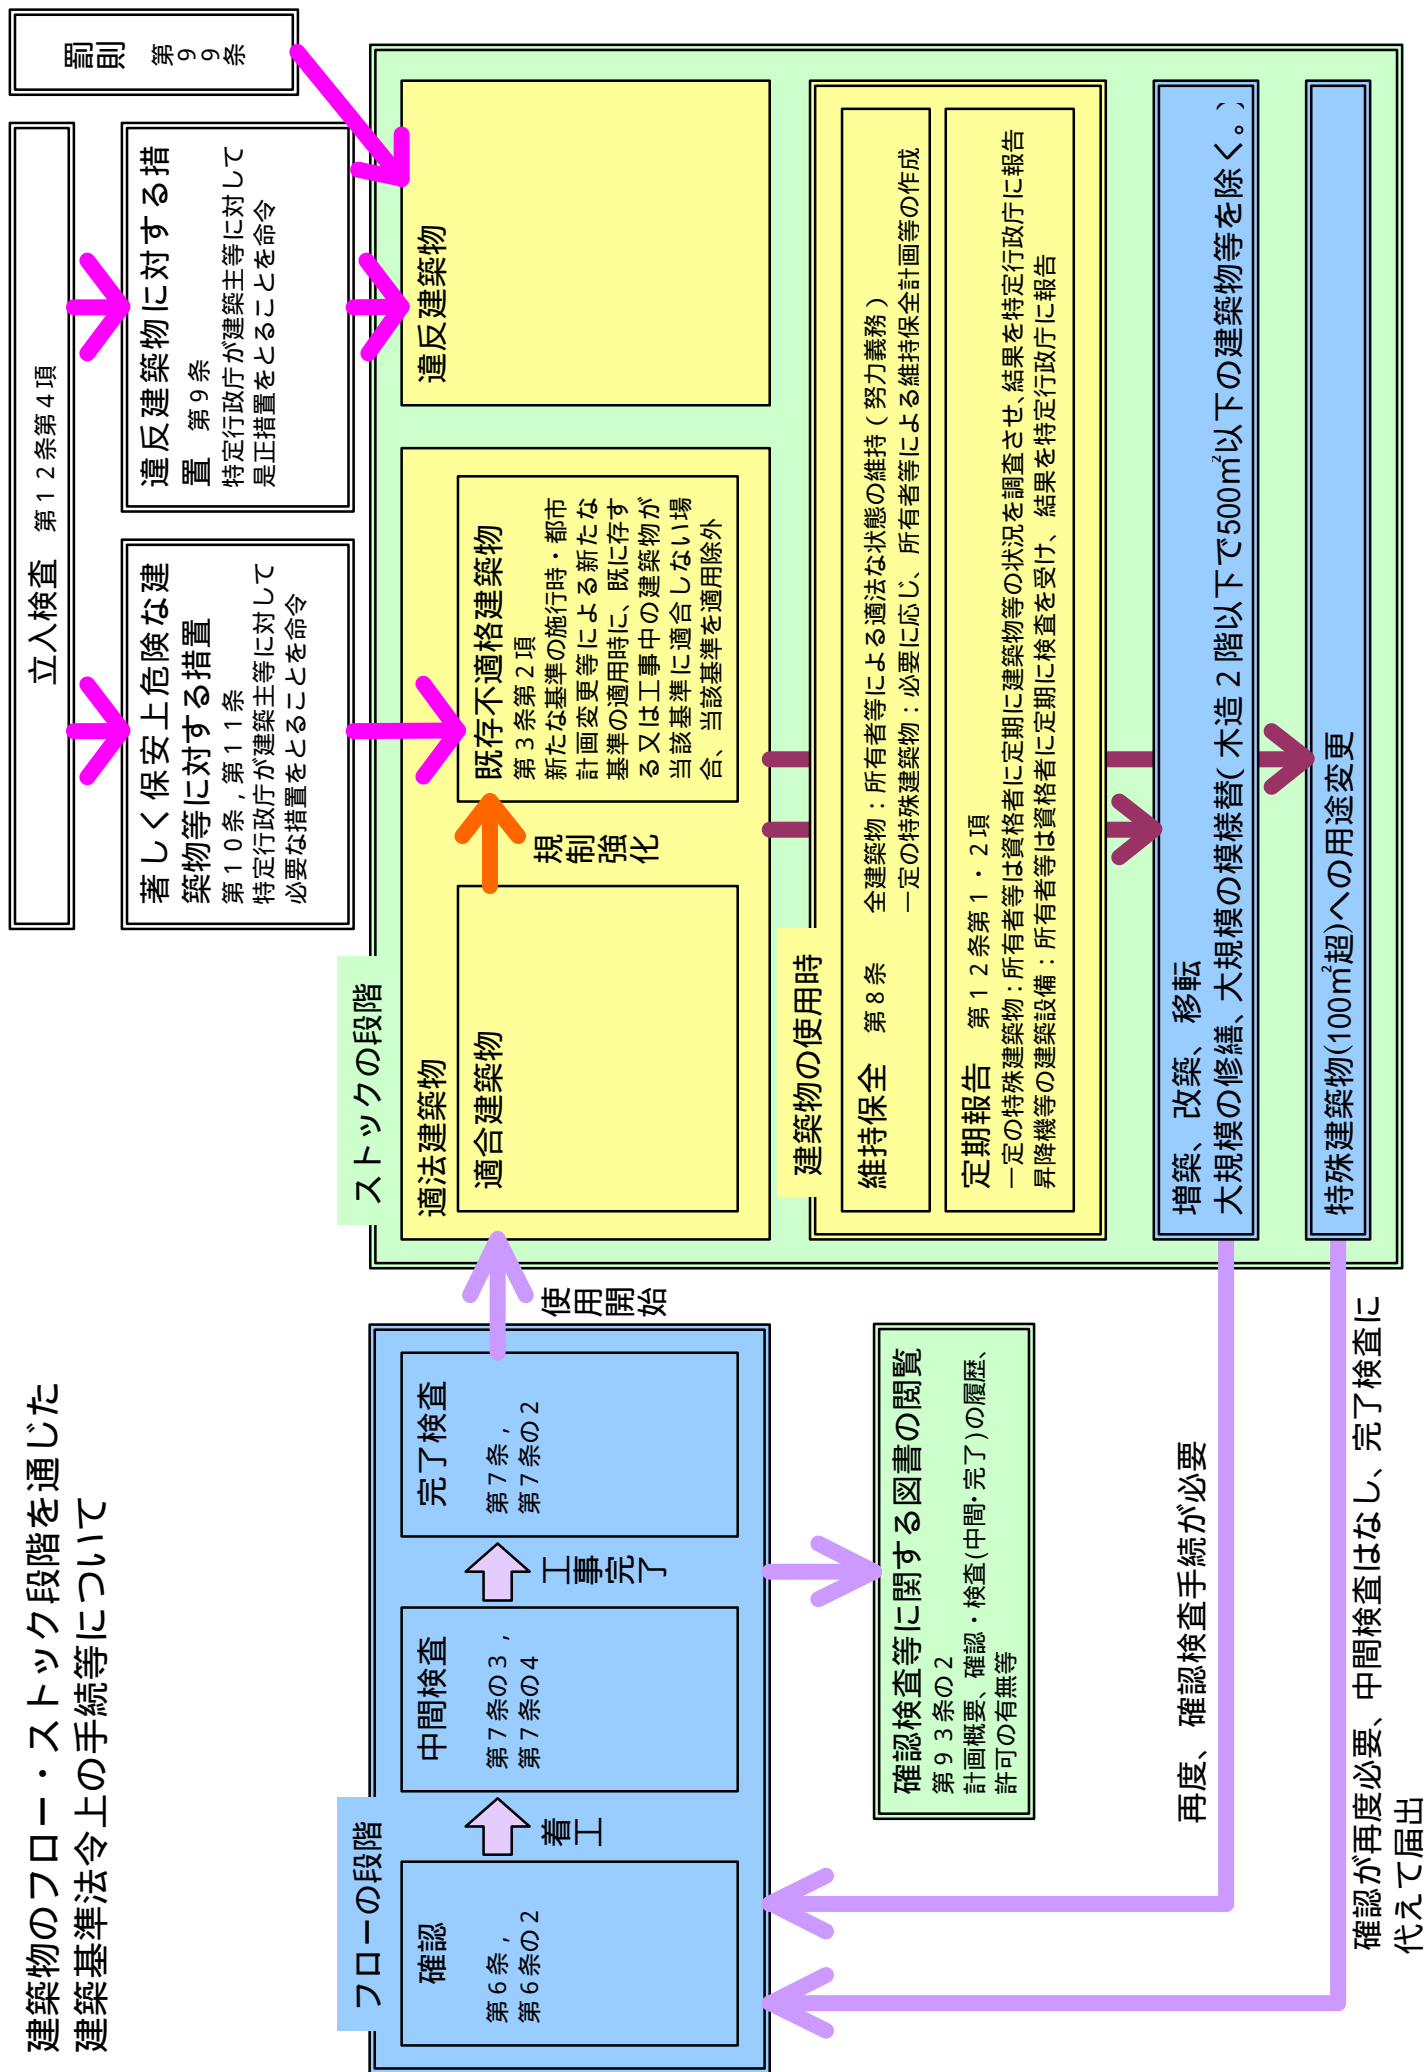 建築物のフロー・ストック段階を通じた
建築基準法令上の手続等について
フローの段階
確認
第６条，
第６条の２
着工
中間検査
第７条の３，
第７条の４
工事完了
完了検査
第７条，
第７条の２
使用開始
確認検査等に関する図書の閲覧
第９３条の２
計画概要、確認・検査(中間・完了)の履歴、
許可の有無等
立入検査　第１２条第４項
著しく保安上危険な建
築物等に対する措置
第１０条，第１１条
特定行政庁が建築主等に対して
必要な措置をとることを命令
違反建築物に対する措
置　第９条
特定行政庁が建築主等に対して
是正措置をとることを命令
罰則　第９９条
ストックの段階
適法建築物
適合建築物
規制強化
既存不適格建築物
第３条第２項
新たな基準の施行時・都市
計画変更等による新たな
基準の適用時に、既に存す
る又は工事中の建築物が
当該基準に適合しない場
合、当該基準を適用除外
違反建築物
建築物の使用時
維持保全　第８条　全建築物：所有者等による適法な状態の維持（努力義務）
一定の特殊建築物：必要に応じ、所有者等による維持保全計画等の作成
定期報告　第１２条第１・２項
一定の特殊建築物：所有者等は資格者に定期に建築物等の状況を調査させ、結果を特定行政庁に報告
昇降機等の建築設備：所有者等は資格者に定期に検査を受け、結果を特定行政庁に報告
増築、改築、移転
大規模の修繕、大規模の模様替(木造２階以下で500㎡以下の建築物等を除く。)
特殊建築物(100㎡超)への用途変更
再度、確認検査手続が必要
確認が再度必要、中間検査はなし、完了検査に
代えて届出